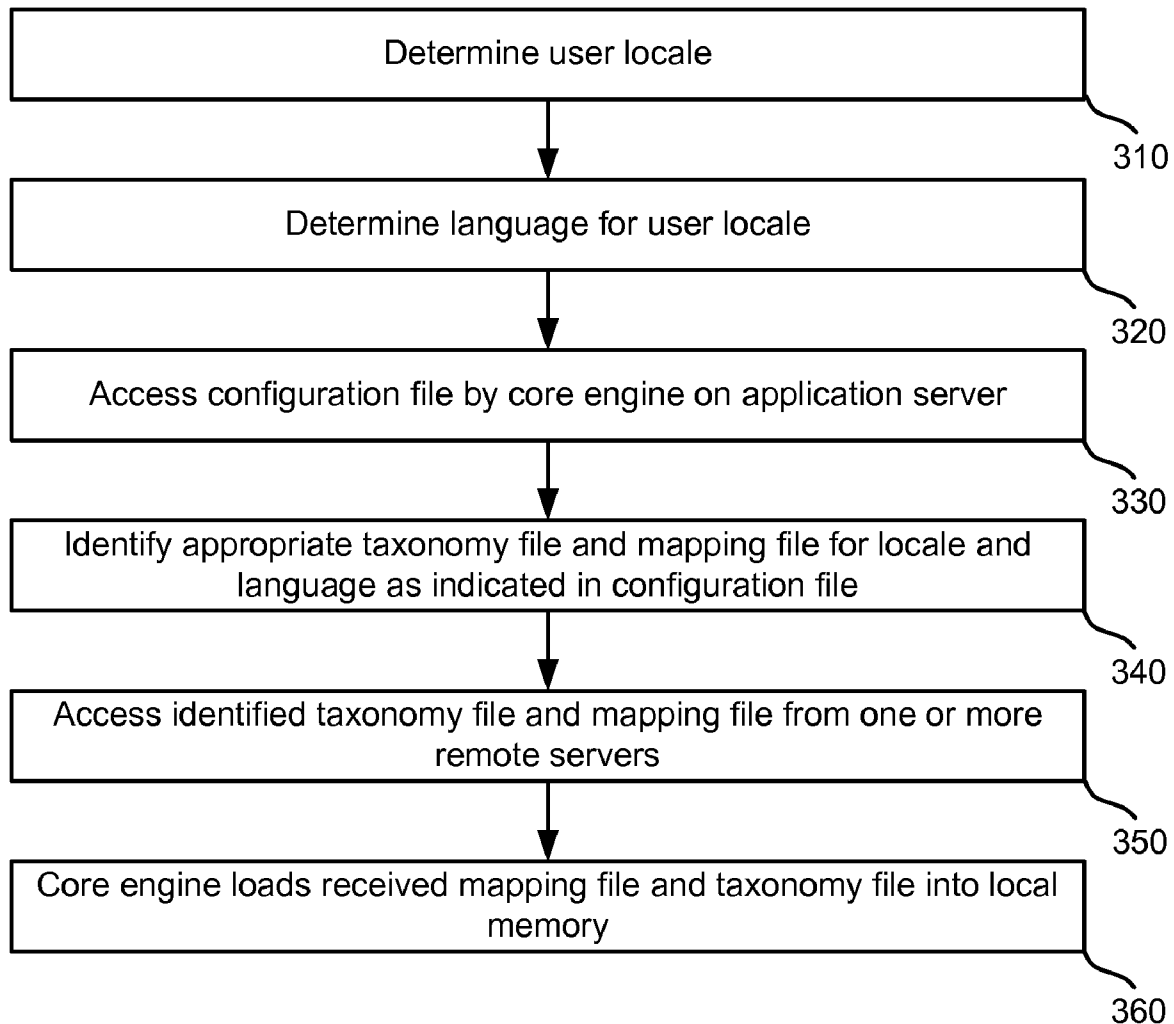 Determine user locale
310
Determine language for user locale
320
Access configuration file by core engine on application server
330
Identify appropriate taxonomy file and mapping file for locale and
language as indicated in configuration file
340
Access identified taxonomy file and mapping file from one or more
remote servers
350
Core engine loads received mapping file and taxonomy file into local
memory
360